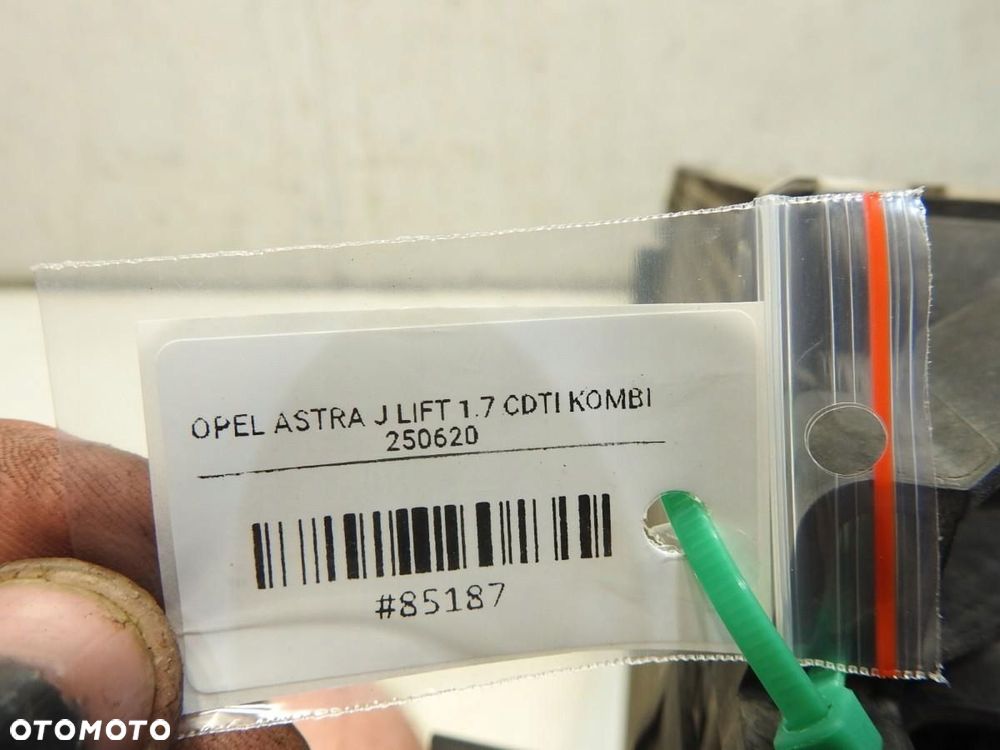 OPEL ASTRA J LIFT 1.7 CDTI KOMBI
250620
#85187
OTOMOTO